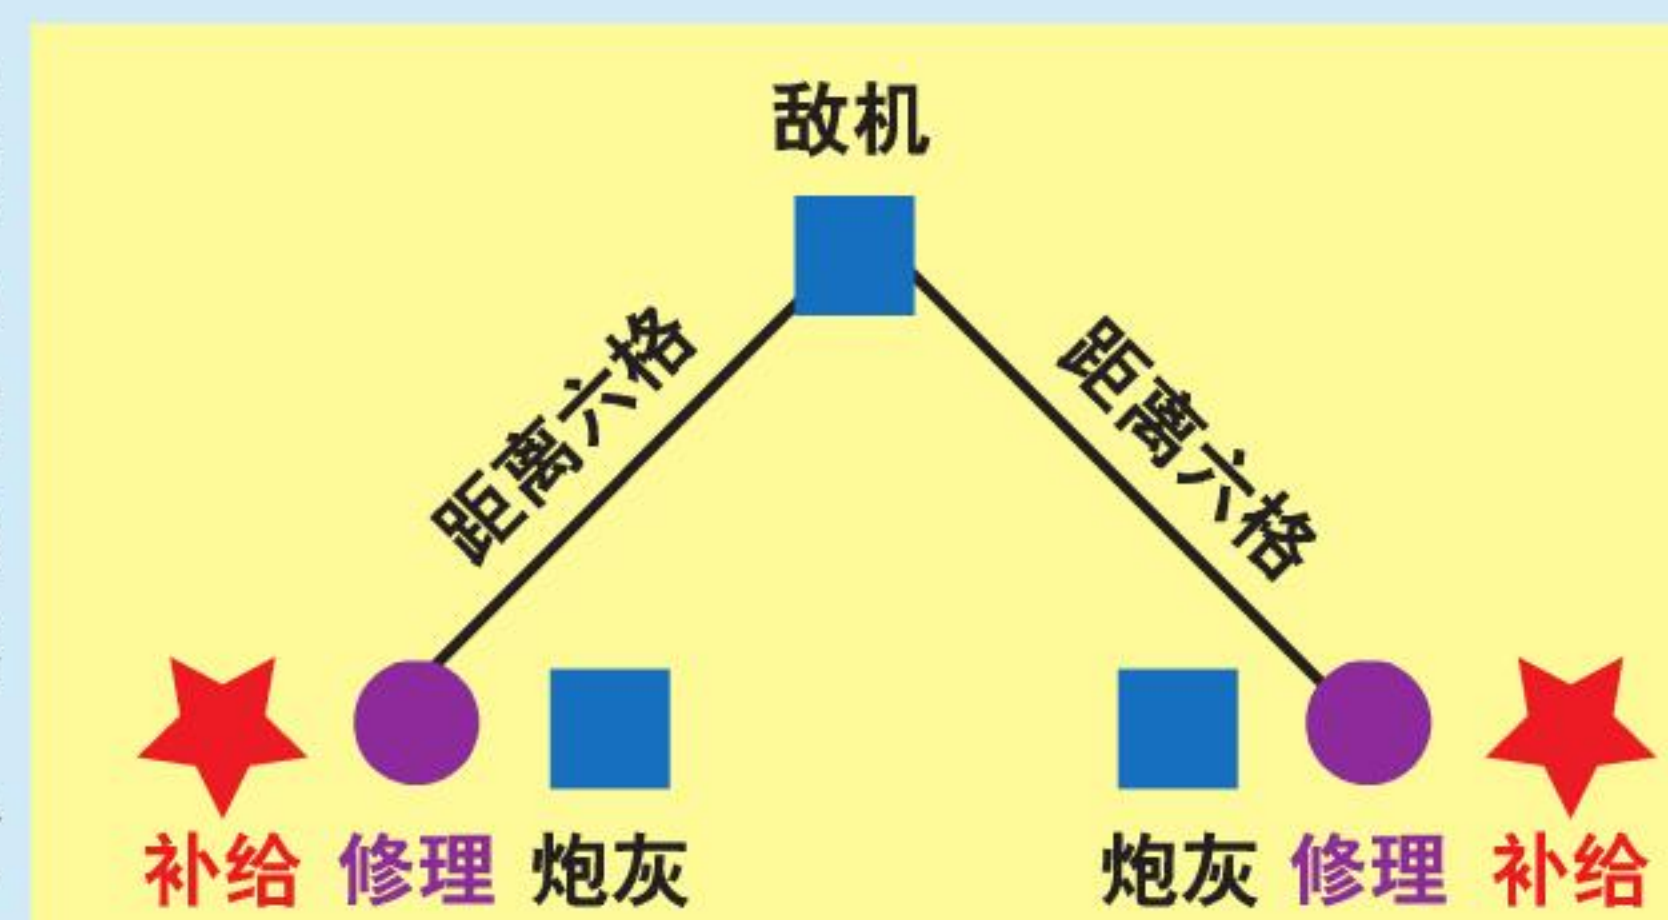 敌机
距离六格
距离六格
补给 修理 炮灰
炮灰 修理 补给